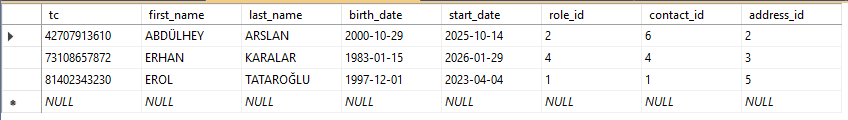 tc first_name last_name birth_date start_date role_id contact_id address_id
42707913610 ABDÜLHEY ARSLAN 2000-10-29 2025-10-14 2 6 2
73108657872 ERHAN KARALAR 1983-01-15 2026-01-29 4 4 3
81402343230 EROL TATAROĞLU 1997-12-01 2023-04-04 1 1 5
NULL NULL NULL NULL NULL NULL NULL NULL